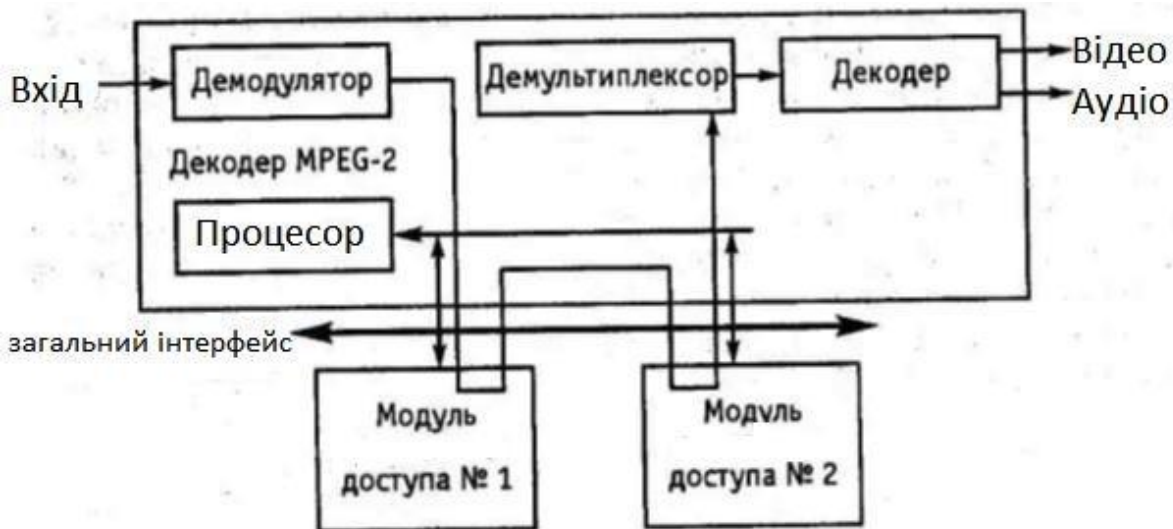 Вхід
Демодулятор
Демультиплексор
Декодер
Відео
Аудіо
Декодер MPEG-2
Процесор
загальний інтерфейс
Модуль
доступа № 1
Модуль
доступа № 2